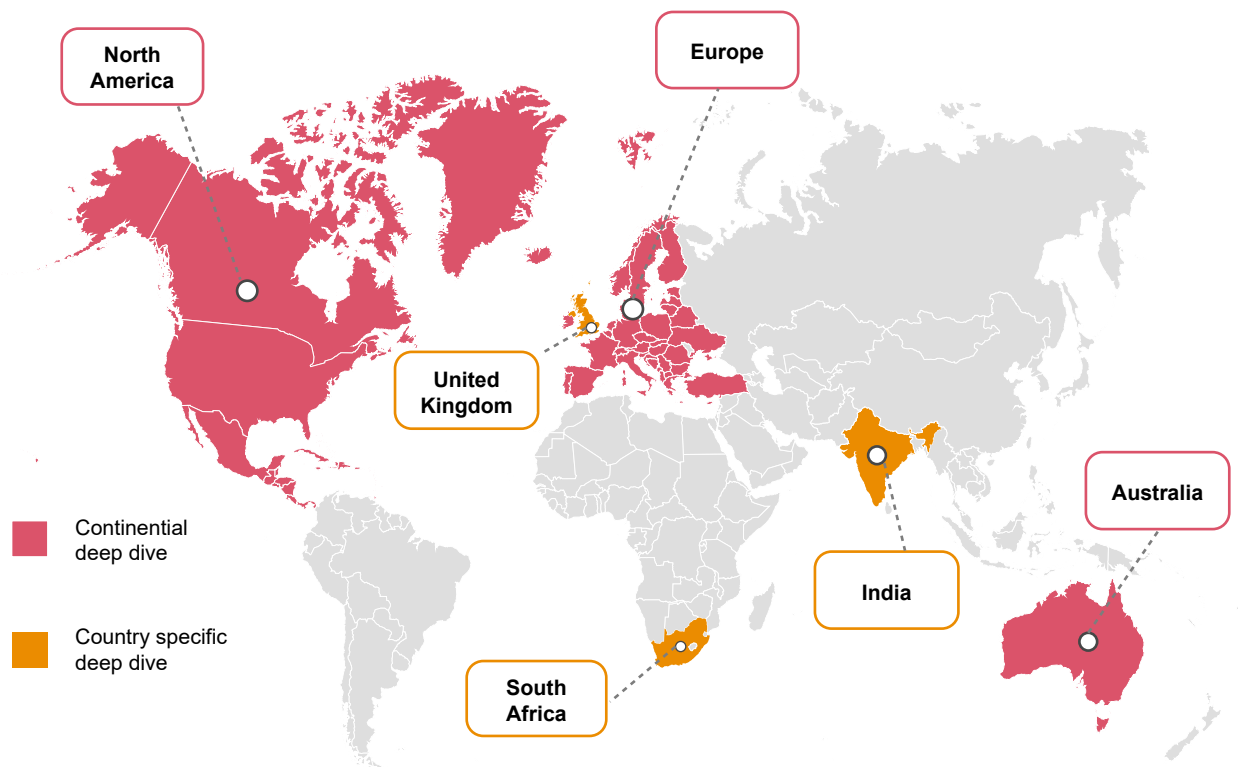 North
America
Europe
United
Kingdom
Australia
India
South
Africa
Continential
deep dive
Country specific
deep dive